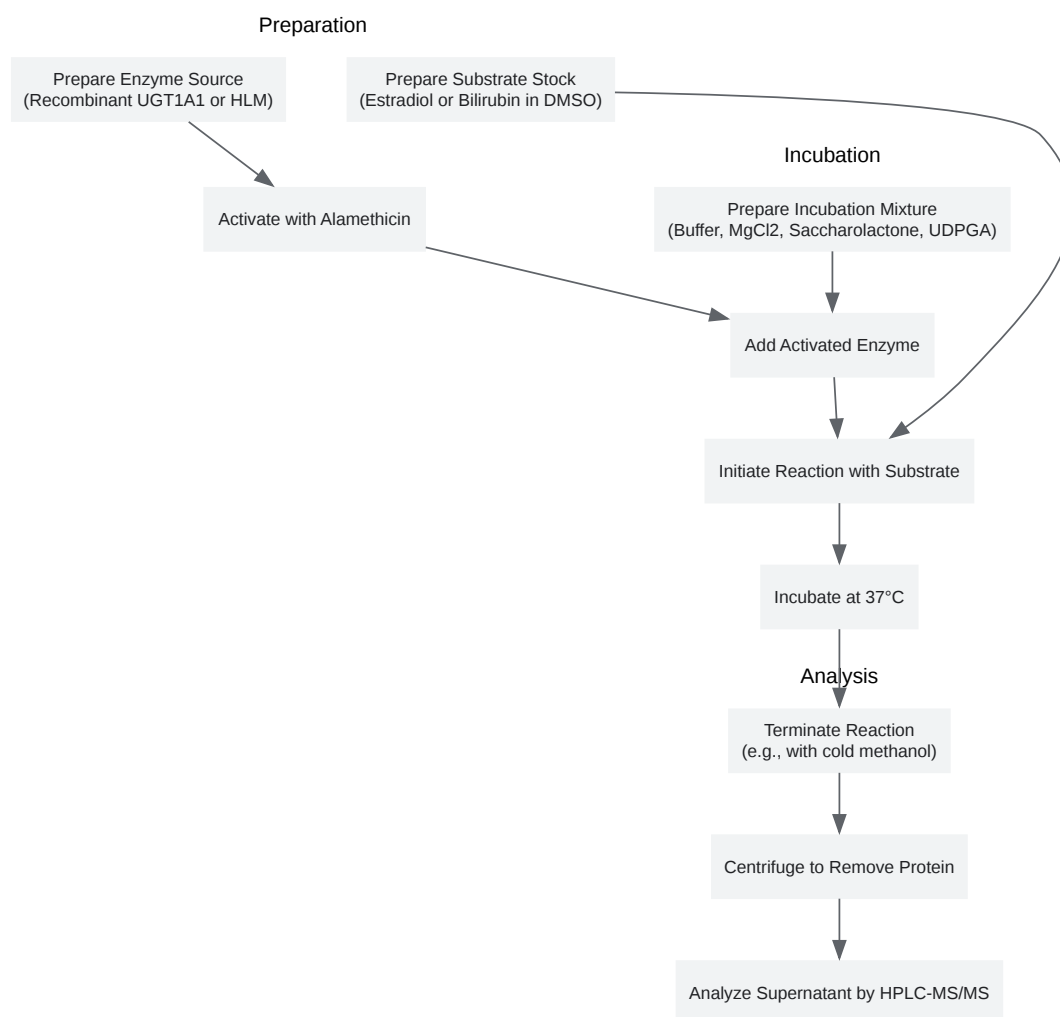 Preparation
Prepare Enzyme Source
(Recombinant UGT1A1 or HLM)
Prepare Substrate Stock
(Estradiol or Bilirubin in DMSO)
Activate with Alamethicin
Incubation
Prepare Incubation Mixture
(Buffer, MgCl2, Saccharolactone, UDPGA)
Add Activated Enzyme
Initiate Reaction with Substrate
Incubate at 37°C
Analysis
Terminate Reaction
(e.g., with cold methanol)
Centrifuge to Remove Protein
Analyze Supernatant by HPLC-MS/MS